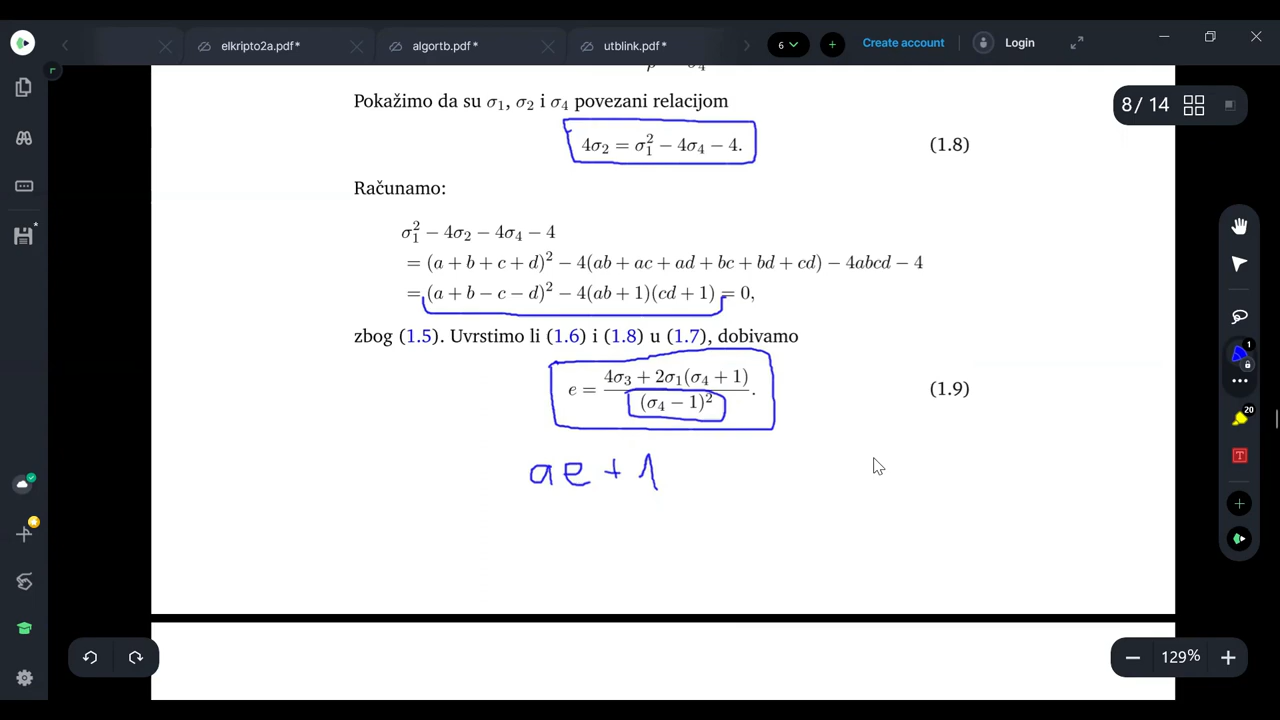 elkripto2a.pdf* algortb.pdf* utblink.pdf* 6 Create account Login
Pokažimo da su σ₁, σ₂ i σ₄ povezani relacijom
8 / 14
4σ₂ = σ₁² − 4σ₄ − 4. (1.8)
Računamo:
σ₁² − 4σ₂ − 4σ₄ − 4
= (a + b + c + d)² − 4(ab + ac + ad + bc + bd + cd) − 4abcd − 4
= (a + b − c − d)² − 4(ab + 1)(cd + 1) = 0,
zbog (1.5). Uvrstimo li (1.6) i (1.8) u (1.7), dobivamo
e = (4σ₃ + 2σ₁(σ₄ + 1)) / (σ₄ − 1)². (1.9)
ae + 1
129%
1
20
T